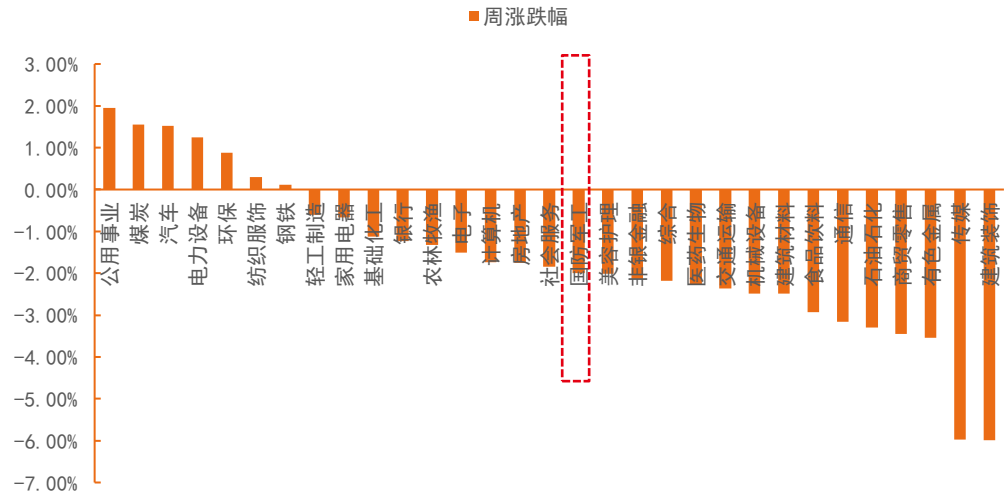 周涨跌幅
3.00%
2.00%
1.00%
0.00%
-1.00%
-2.00%
-3.00%
-4.00%
-5.00%
-6.00%
-7.00%
公用事业
煤炭
汽车
电力设备
环保
纺织服饰
钢铁
轻工制造
家用电器
基础化工
银行
农林牧渔
电子
计算机
房地产
社会服务
国防军工
美容护理
非银金融
综合
医药生物
交通运输
机械设备
建筑材料
食品饮料
通信
石油石化
商贸零售
有色金属
传媒
建筑装饰